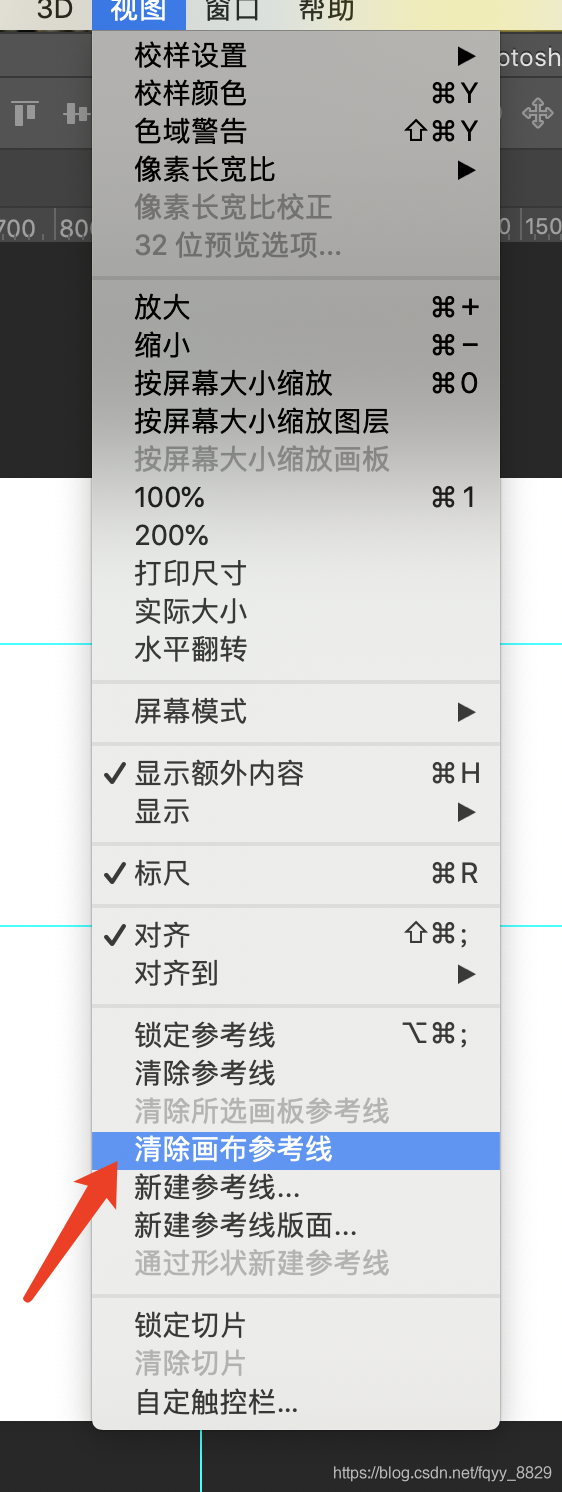 3D 视图 窗口 帮助
校样设置 ▶
校样颜色 ⌘Y
色域警告 ⇧⌘Y
像素长宽比 ▶
像素长宽比校正
32 位预览选项...
放大 ⌘+
缩小 ⌘−
按屏幕大小缩放 ⌘0
按屏幕大小缩放图层
按屏幕大小缩放画板
100% ⌘1
200%
打印尺寸
实际大小
水平翻转
屏幕模式 ▶
✓ 显示额外内容 ⌘H
显示 ▶
✓ 标尺 ⌘R
✓ 对齐 ⇧⌘;
对齐到 ▶
锁定参考线 ⌥⌘;
清除参考线
清除所选画板参考线
清除画布参考线
新建参考线...
新建参考线版面...
通过形状新建参考线
锁定切片
清除切片
自定触控栏...
https://blog.csdn.net/fqyy_8829